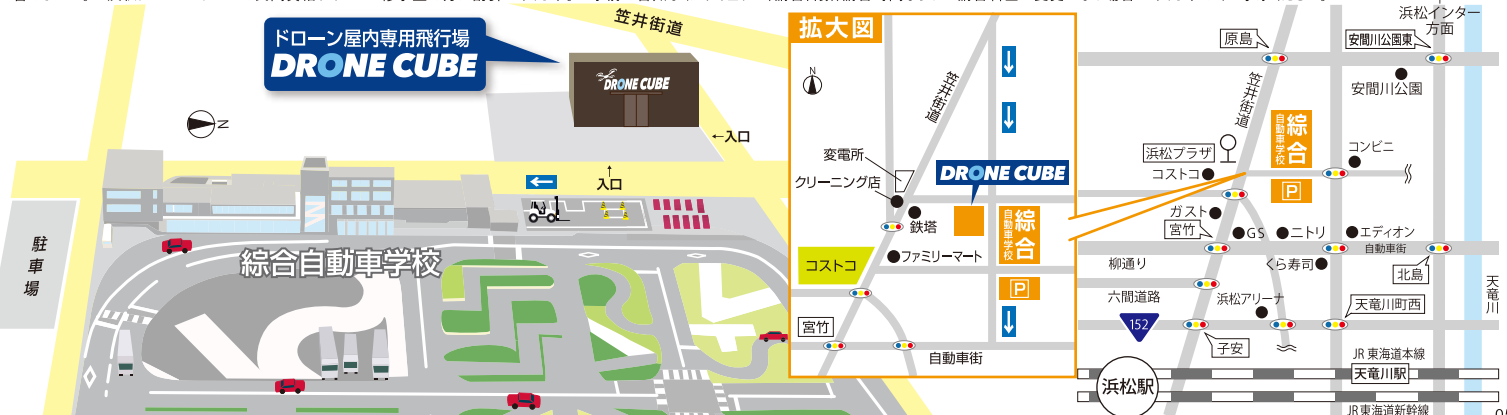 笠井街道
ドローン屋内専用飛行場
DRONE CUBE
DRONE CUBE
N
←入口
↑
入口
←
駐車場
綜合自動車学校
拡大図
N
笠井街道
↓
↓
変電所
クリーニング店
DRONE CUBE
鉄塔
綜合
自動車学校
ファミリーマート
コストコ
P
↓
宮竹
自動車街
浜松インター
方面
原島
安間川公園東
笠井街道
安間川公園
綜合
自動車学校
浜松プラザ
コンビニ
コストコ
P
ガスト
宮竹
GS
ニトリ
エディオン
自動車街
柳通り
くら寿司
北島
天竜川
六間道路
浜松アリーナ
天竜川町西
152
子安
JR東海道本線
天竜川駅
浜松駅
JR東海道新幹線